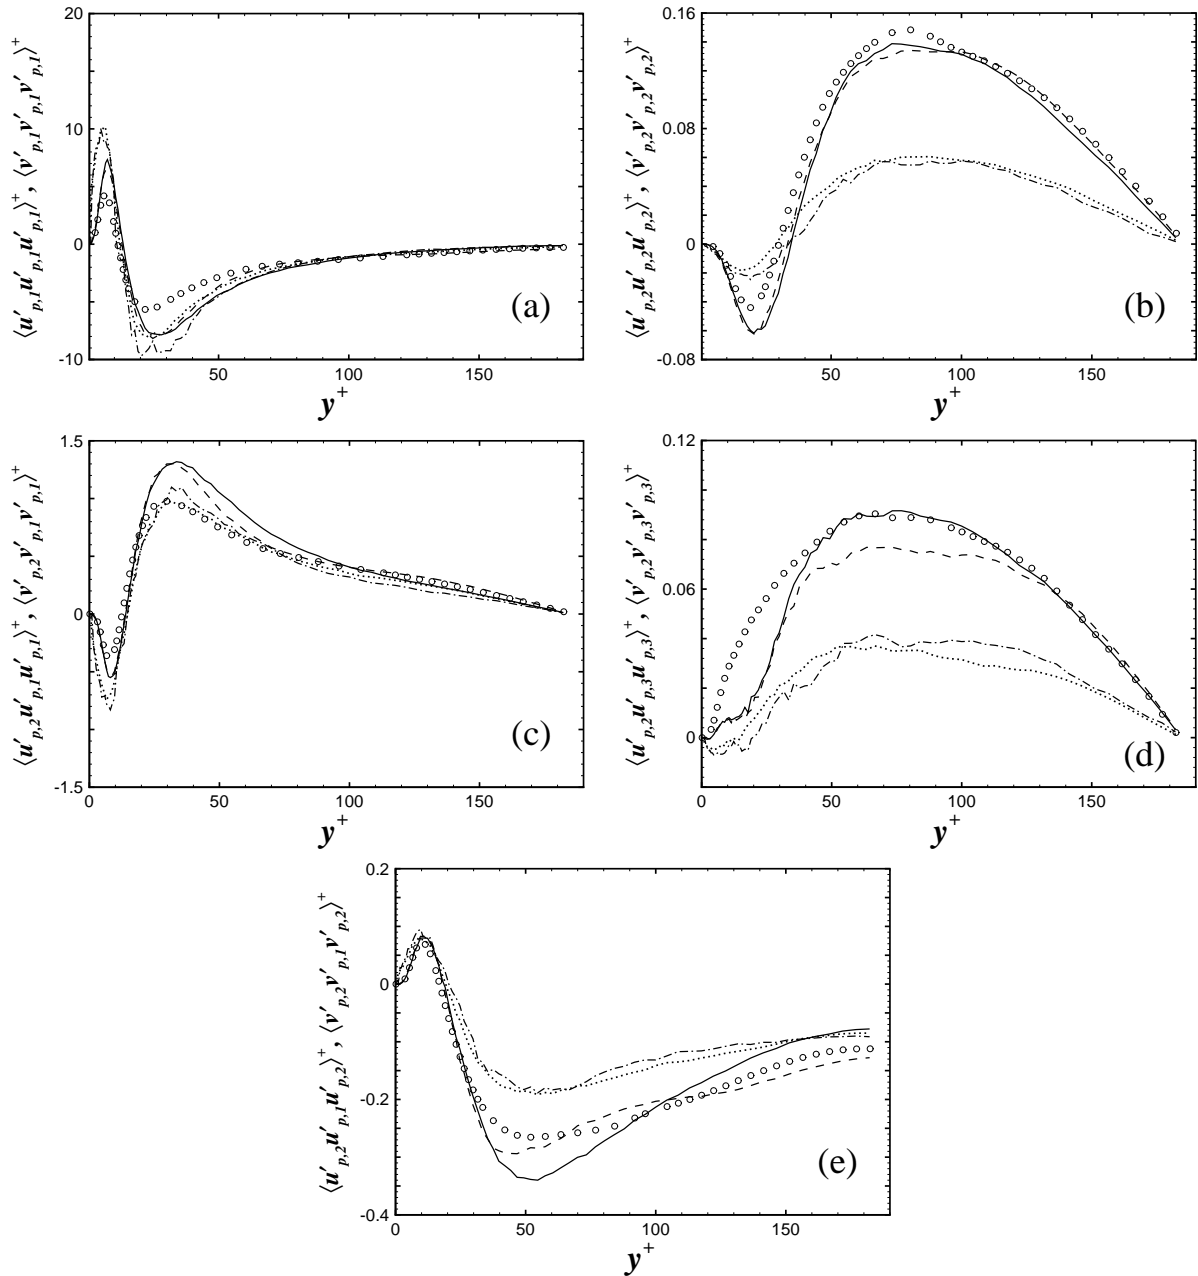 20
10
0
-10
50
100
150
y+
⟨u′p,1u′p,1⟩+, ⟨v′p,1v′p,1v′p,1⟩+
(a)
0.16
0.08
0
-0.08
0
50
100
150
y+
⟨u′p,2u′p,2⟩+, ⟨v′p,2v′p,2v′p,2⟩+
(b)
1.5
0
-1.5
0
50
100
150
y+
⟨u′p,2u′p,1u′p,1⟩+, ⟨v′p,2v′p,1v′p,1⟩+
(c)
0.12
0.06
0
0
50
100
150
y+
⟨u′p,2u′p,3u′p,3⟩+, ⟨v′p,2v′p,3v′p,3⟩+
(d)
0.2
0
-0.2
-0.4
0
50
100
150
y+
⟨u′p,2u′p,1u′p,2⟩+, ⟨v′p,2v′p,1v′p,2⟩+
(e)